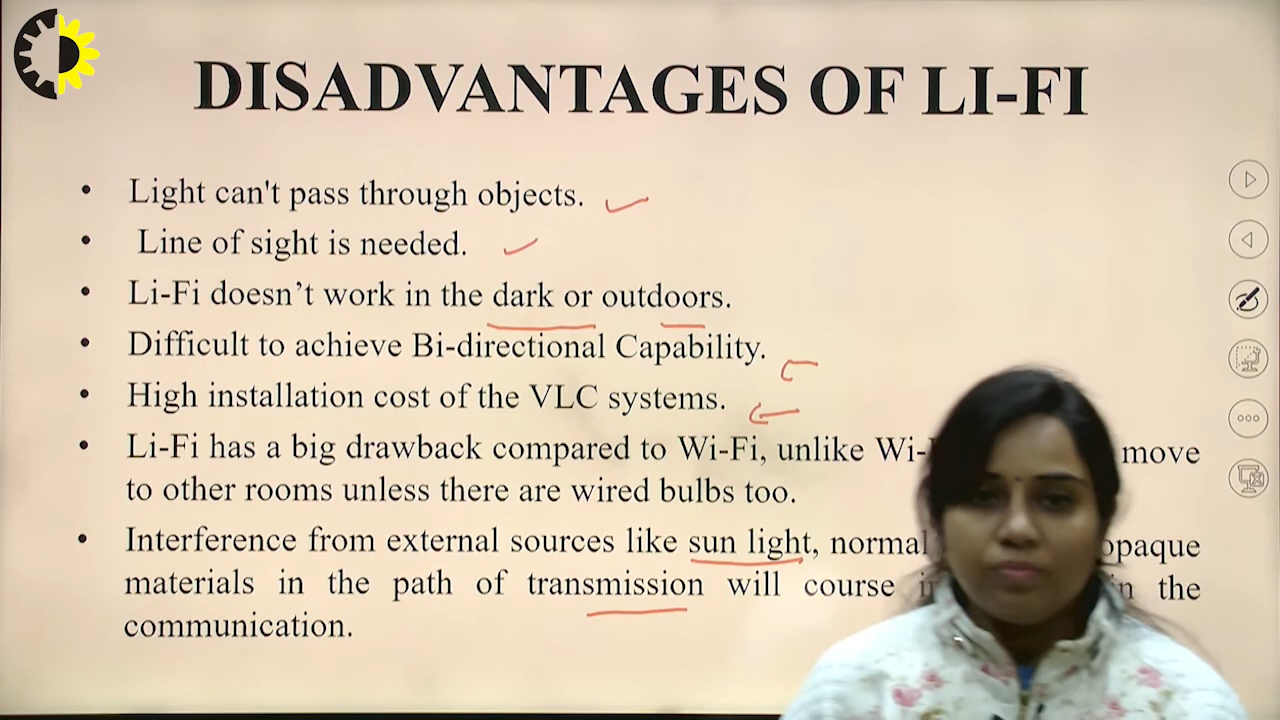 DISADVANTAGES OF LI-FI
• Light can't pass through objects.
• Line of sight is needed.
• Li-Fi doesn’t work in the dark or outdoors.
• Difficult to achieve Bi-directional Capability.
• High installation cost of the VLC systems.
• Li-Fi has a big drawback compared to Wi-Fi, unlike move
to other rooms unless there are wired bulbs too.
• Interference from external sources like sun light, normal opaque
materials in the path of transmission will course the
communication.